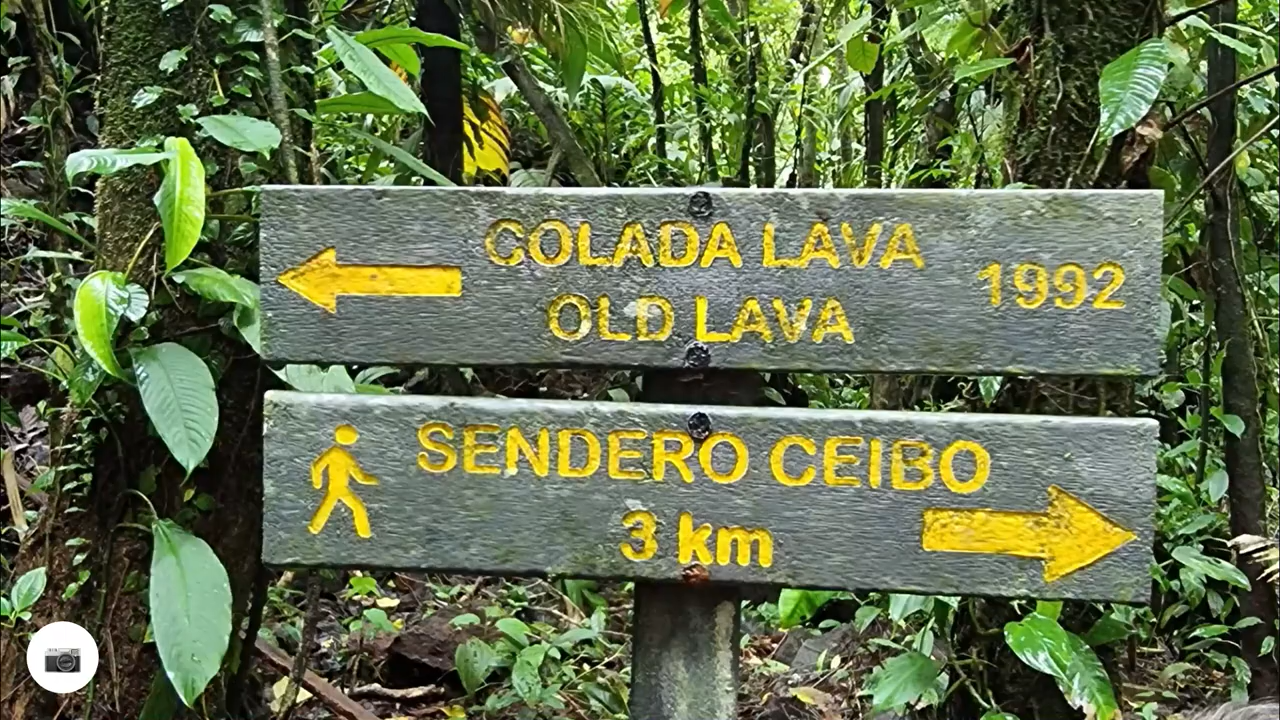 COLADA LAVA
OLD LAVA
1992
SENDERO CEIBO
3 km